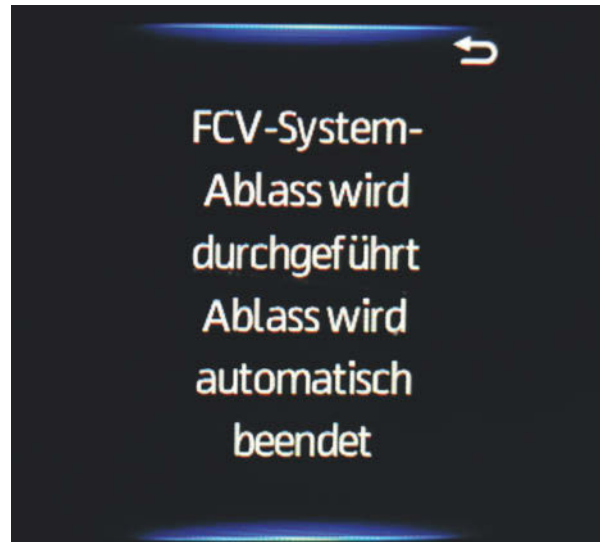 FCV-System-
Ablass wird
durchgeführt
Ablass wird
automatisch
beendet